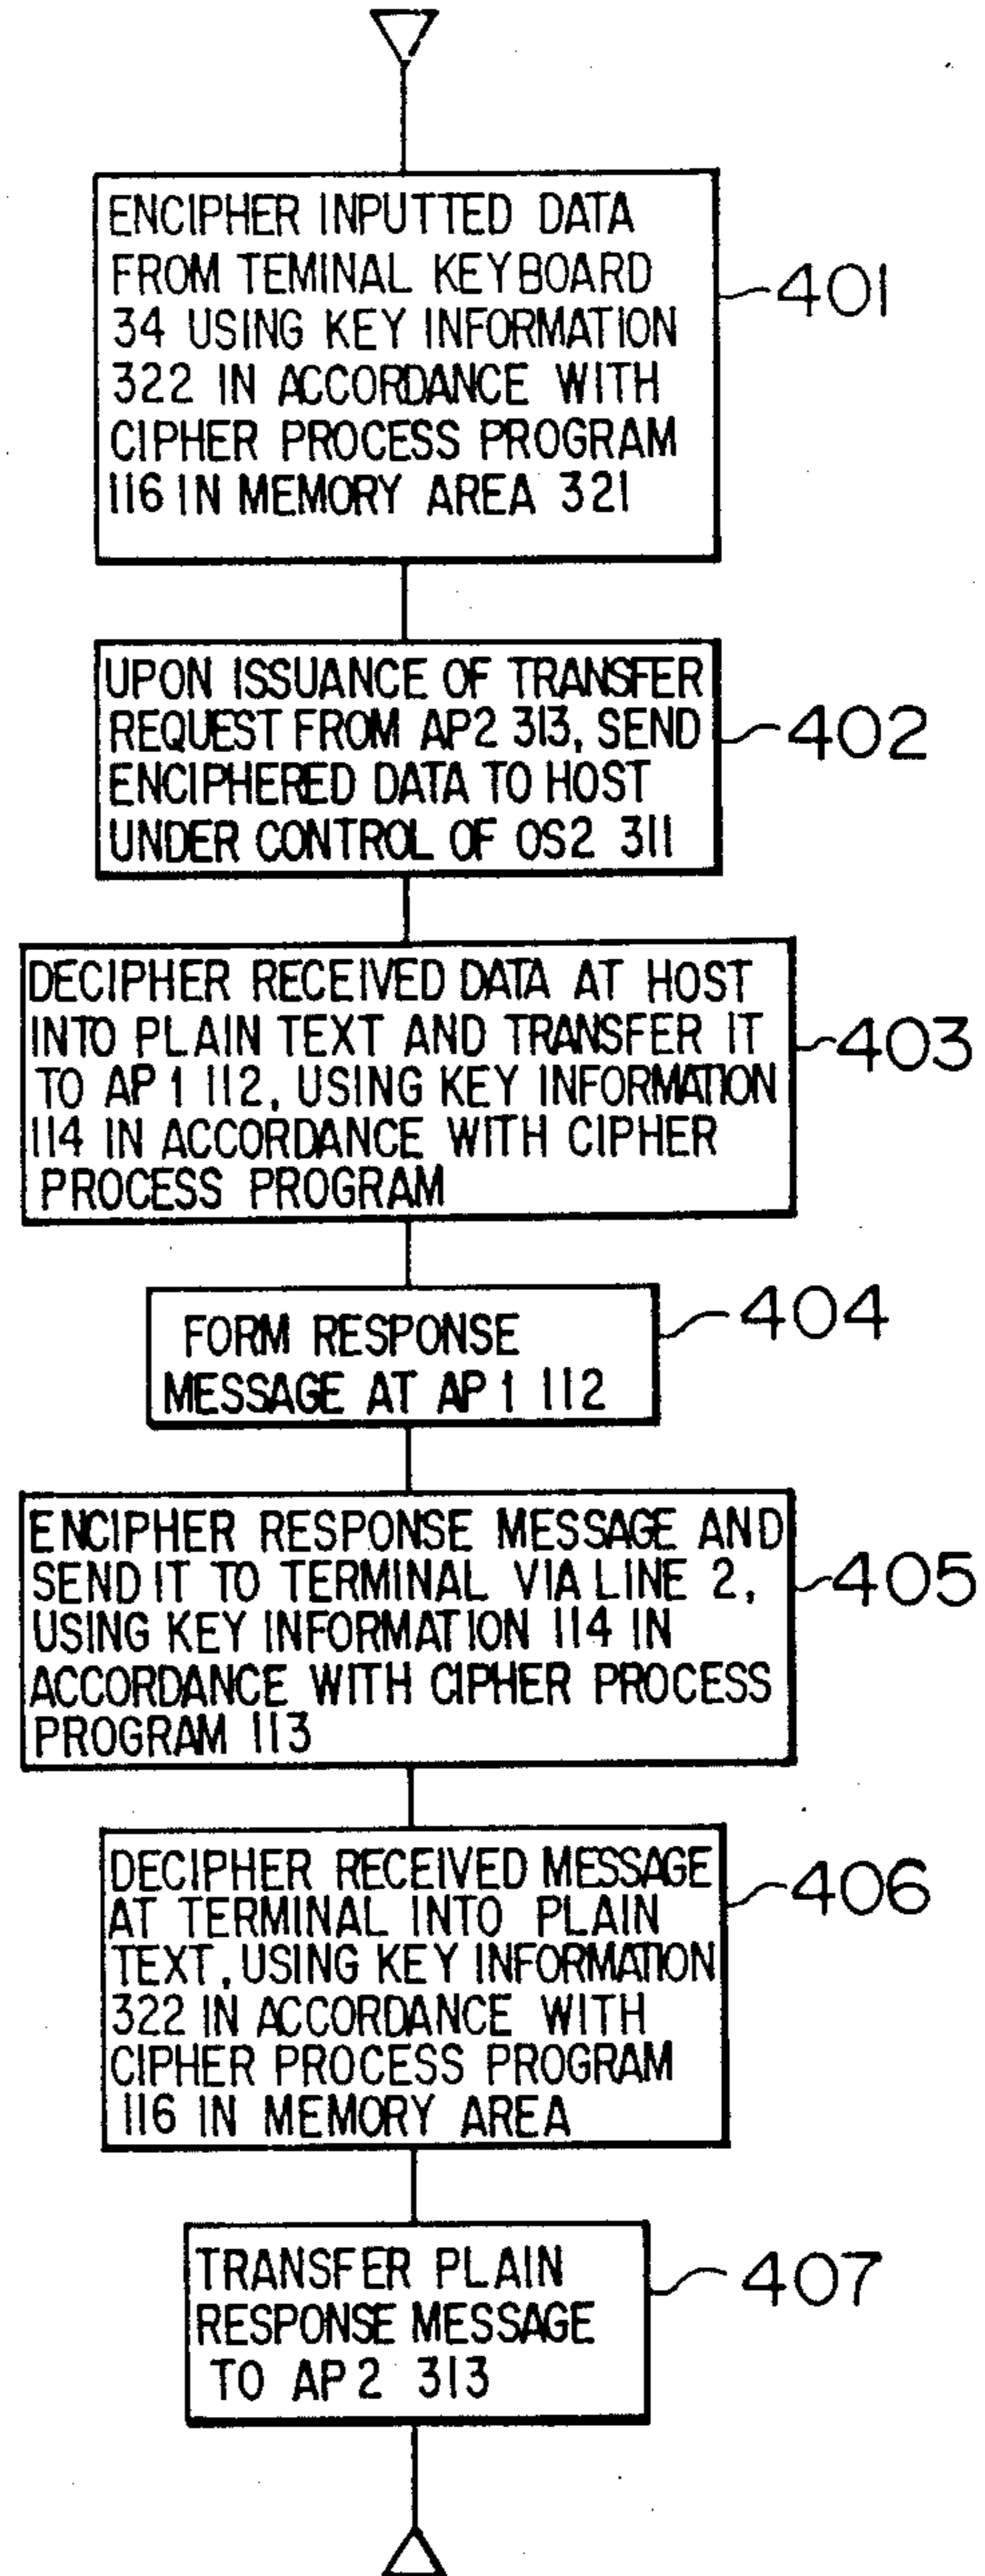 ENCIPHER INPUTTED DATA
FROM TEMINAL KEYBOARD
34 USING KEY INFORMATION
322 IN ACCORDANCE WITH
CIPHER PROCESS PROGRAM
116 IN MEMORY AREA 321
401
UPON ISSUANCE OF TRANSFER
REQUEST FROM AP2 313, SEND
ENCIPHERED DATA TO HOST
UNDER CONTROL OF OS2 311
402
DECIPHER RECEIVED DATA AT HOST
INTO PLAIN TEXT AND TRANSFER IT
TO AP1 112, USING KEY INFORMATION
114 IN ACCORDANCE WITH CIPHER
PROCESS PROGRAM
403
FORM RESPONSE
MESSAGE AT AP1 112
404
ENCIPHER RESPONSE MESSAGE AND
SEND IT TO TERMINAL VIA LINE 2,
USING KEY INFORMATION 114 IN
ACCORDANCE WITH CIPHER PROCESS
PROGRAM 113
405
DECIPHER RECEIVED MESSAGE
AT TERMINAL INTO PLAIN
TEXT, USING KEY INFORMATION
322 IN ACCORDANCE WITH
CIPHER PROCESS PROGRAM
116 IN MEMORY AREA
406
TRANSFER PLAIN
RESPONSE MESSAGE
TO AP2 313
407